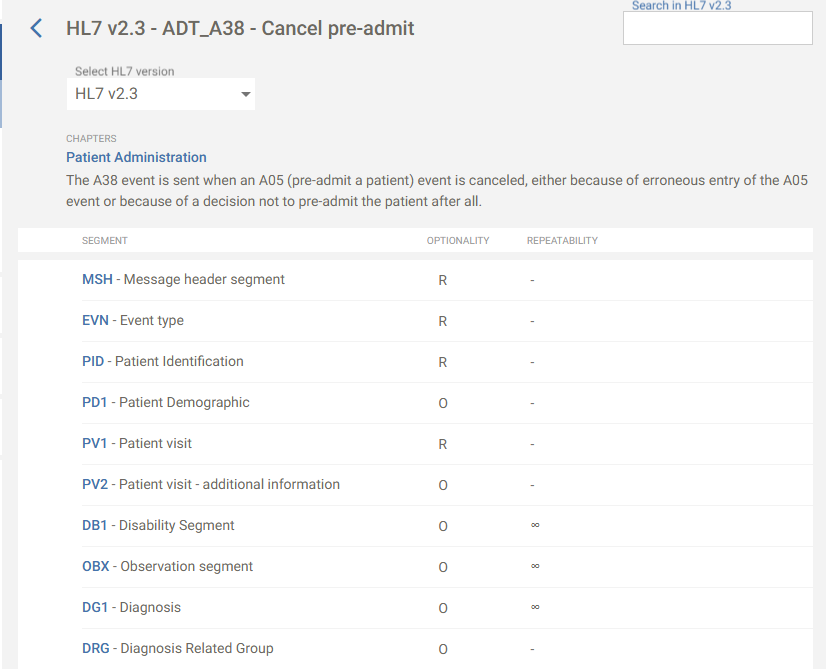 Search in HL7 v2.3
HL7 v2.3 - ADT_A38 - Cancel pre-admit
Select HL7 version
HL7 v2.3
CHAPTERS
Patient Administration
The A38 event is sent when an A05 (pre-admit a patient) event is canceled, either because of erroneous entry of the A05
event or because of a decision not to pre-admit the patient after all.
SEGMENT OPTIONALITY REPEATABILITY
MSH - Message header segment R -
EVN - Event type R -
PID - Patient Identification R -
PD1 - Patient Demographic O -
PV1 - Patient visit R -
PV2 - Patient visit - additional information O -
DB1 - Disability Segment O ∞
OBX - Observation segment O ∞
DG1 - Diagnosis O ∞
DRG - Diagnosis Related Group O -